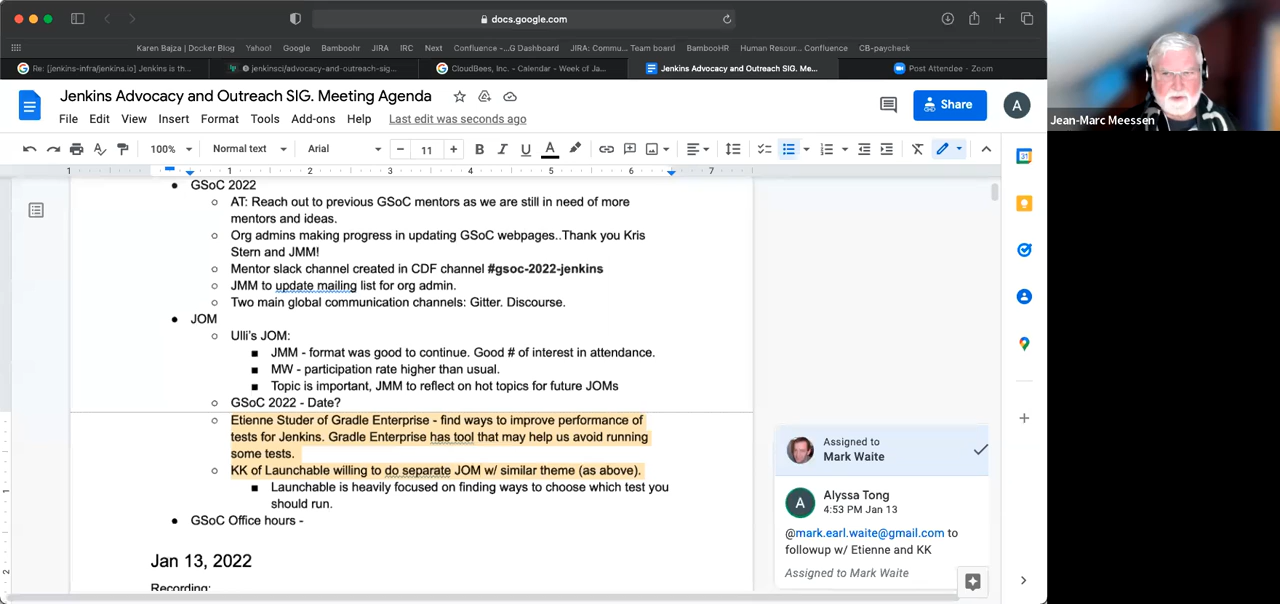 docs.google.com
Karen Bajza | Docker Blog Yahoo! Google Bamboohr JIRA IRC Next Confluence -...G Dashboard JIRA: Commu... Team board BambooHR Human Resour... Confluence CB-paycheck
Re: [jenkins-infra/jenkins.io] Jenkins is th... jenkinsci/advocacy-and-outreach-sig... CloudBees, Inc. - Calendar - Week of Ja... Jenkins Advocacy and Outreach SIG. Me... Post Attendee - Zoom
Jenkins Advocacy and Outreach SIG. Meeting Agenda
File Edit View Insert Format Tools Add-ons Help Last edit was seconds ago
Share
A
100% Normal text Arial 11 B I U A
1 1 2 3 4 5 6 7
GSoC 2022
AT: Reach out to previous GSoC mentors as we are still in need of more
mentors and ideas.
Org admins making progress in updating GSoC webpages..Thank you Kris
Stern and JMM!
Mentor slack channel created in CDF channel #gsoc-2022-jenkins
JMM to update mailing list for org admin.
Two main global communication channels: Gitter. Discourse.
JOM
Ulli's JOM:
JMM - format was good to continue. Good # of interest in attendance.
MW - participation rate higher than usual.
Topic is important, JMM to reflect on hot topics for future JOMs
GSoC 2022 - Date?
Etienne Studer of Gradle Enterprise - find ways to improve performance of
tests for Jenkins. Gradle Enterprise has tool that may help us avoid running
some tests.
KK of Launchable willing to do separate JOM w/ similar theme (as above).
Launchable is heavily focused on finding ways to choose which test you
should run.
GSoC Office hours -
Jan 13, 2022
Recording:
Assigned to
Mark Waite
A
Alyssa Tong
4:53 PM Jan 13
@mark.earl.waite@gmail.com to
followup w/ Etienne and KK
Assigned to Mark Waite
1
2
31
Jean-Marc Meessen